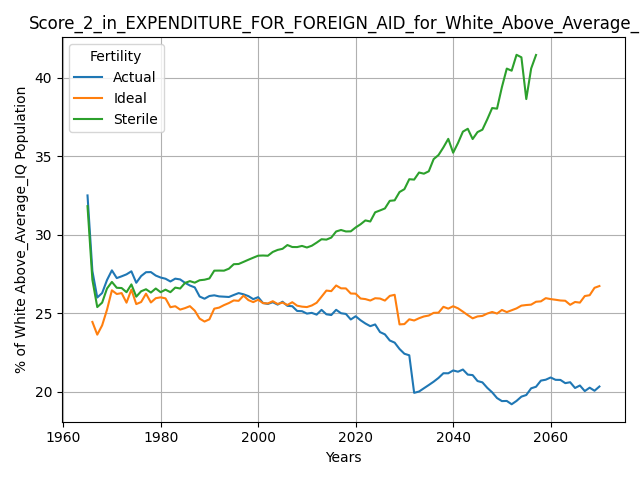 Score_2_in_EXPENDITURE_FOR_FOREIGN_AID_for_White_Above_Average_
Fertility
Actual
Ideal
Sterile
% of White Above_Average_IQ Population
40
35
30
25
20
1960 1980 2000 2020 2040 2060
Years